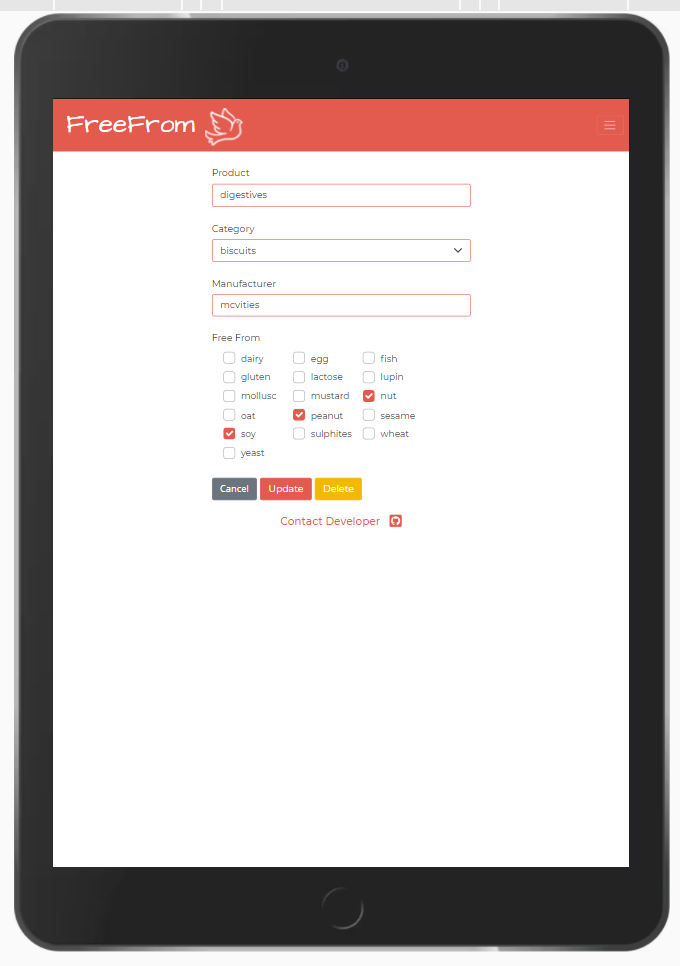 FreeFrom
Product
digestives
Category
biscuits
Manufacturer
mcvities
Free From
dairy egg fish
gluten lactose lupin
mollusc mustard nut
oat peanut sesame
soy sulphites wheat
yeast
Cancel Update Delete
Contact Developer